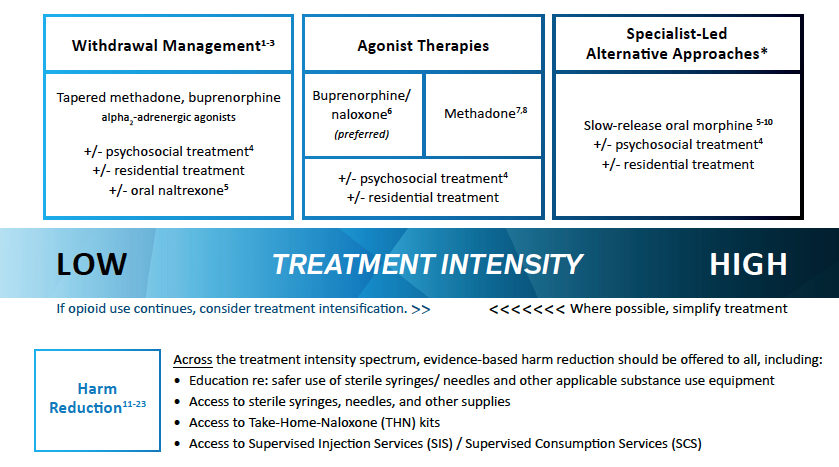 Withdrawal Management1-3
Tapered methadone, buprenorphine
alpha2-adrenergic agonists
+/- psychosocial treatment4
+/- residential treatment
+/- oral naltrexone5
Agonist Therapies
Buprenorphine/
naloxone6
(preferred)
Methadone7,8
+/- psychosocial treatment4
+/- residential treatment
Specialist-Led
Alternative Approaches*
Slow-release oral morphine 5-10
+/- psychosocial treatment4
+/- residential treatment
LOW TREATMENT INTENSITY HIGH
If opioid use continues, consider treatment intensification. >> <<<<<<< Where possible, simplify treatment
Harm
Reduction11-23
Across the treatment intensity spectrum, evidence-based harm reduction should be offered to all, including:
• Education re: safer use of sterile syringes/ needles and other applicable substance use equipment
• Access to sterile syringes, needles, and other supplies
• Access to Take-Home-Naloxone (THN) kits
• Access to Supervised Injection Services (SIS) / Supervised Consumption Services (SCS)